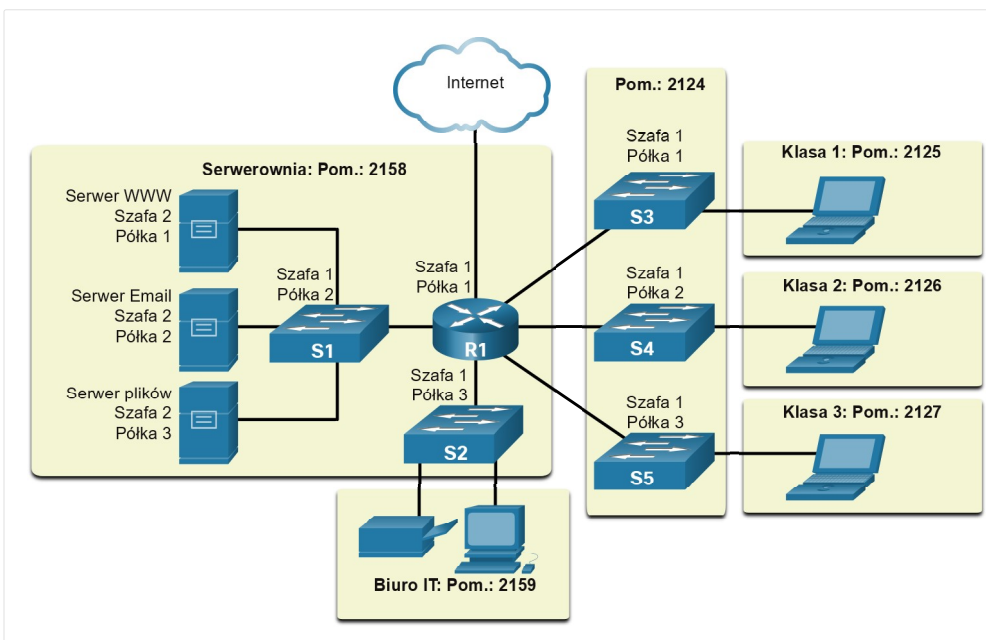 Internet
Pom.: 2124
Szafa 1
Półka 1
S3
Klasa 1: Pom.: 2125
Serwerownia: Pom.: 2158
Serwer WWW
Szafa 2
Półka 1
Szafa 1
Półka 2
Szafa 1
Półka 1
Serwer Email
Szafa 2
Półka 2
S1
R1
Szafa 1
Półka 2
S4
Klasa 2: Pom.: 2126
Serwer plików
Szafa 2
Półka 3
Szafa 1
Półka 3
S2
Szafa 1
Półka 3
S5
Klasa 3: Pom.: 2127
Biuro IT: Pom.: 2159